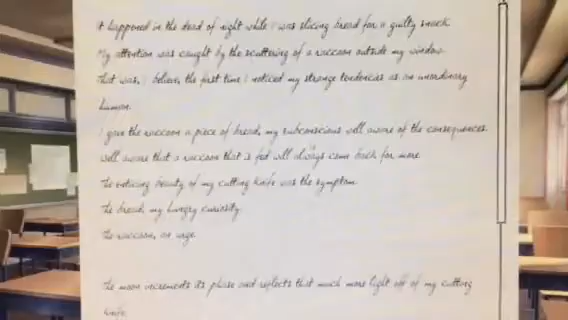 It happened in the dead of night while I was slicing bread for a guilty snack
My attention was caught by the scuttering of a raccoon outside my window
That was, I believe, the first time I noticed my strange tendencies as an unordinary
human
I gave the raccoon a piece of bread, my subconscious well aware of the consequences
Well aware that a raccoon that is fed will always come back for more
The enticing beauty of my cutting knife was the symptom
The bread, my hungry curiosity
The raccoon, an urge
The moon increments its phase and reflects that much more light off of my cutting
knife